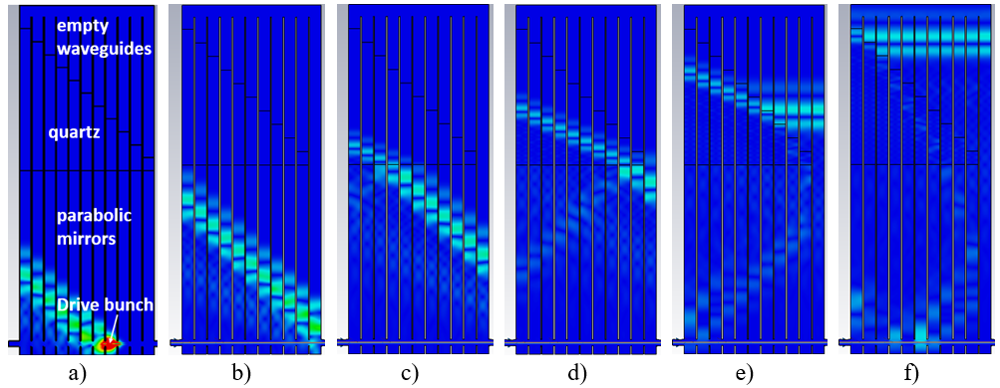 empty
waveguides
quartz
parabolic
mirrors
Drive bunch
a) b) c) d) e) f)